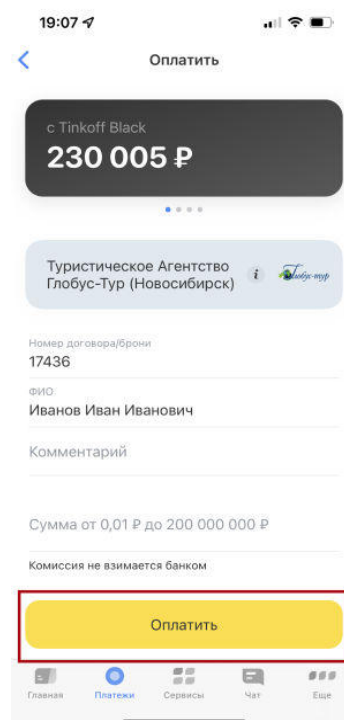 19:07
Оплатить
с Tinkoff Black
230 005 ₽
Туристическое Агентство
Глобус-Тур (Новосибирск)
i
Глобус-тур
Номер договора/брони
17436
ФИО
Иванов Иван Иванович
Комментарий
Сумма от 0,01 ₽ до 200 000 000 ₽
Комиссия не взимается банком
Оплатить
Главная Платежи Сервисы Чат Еще